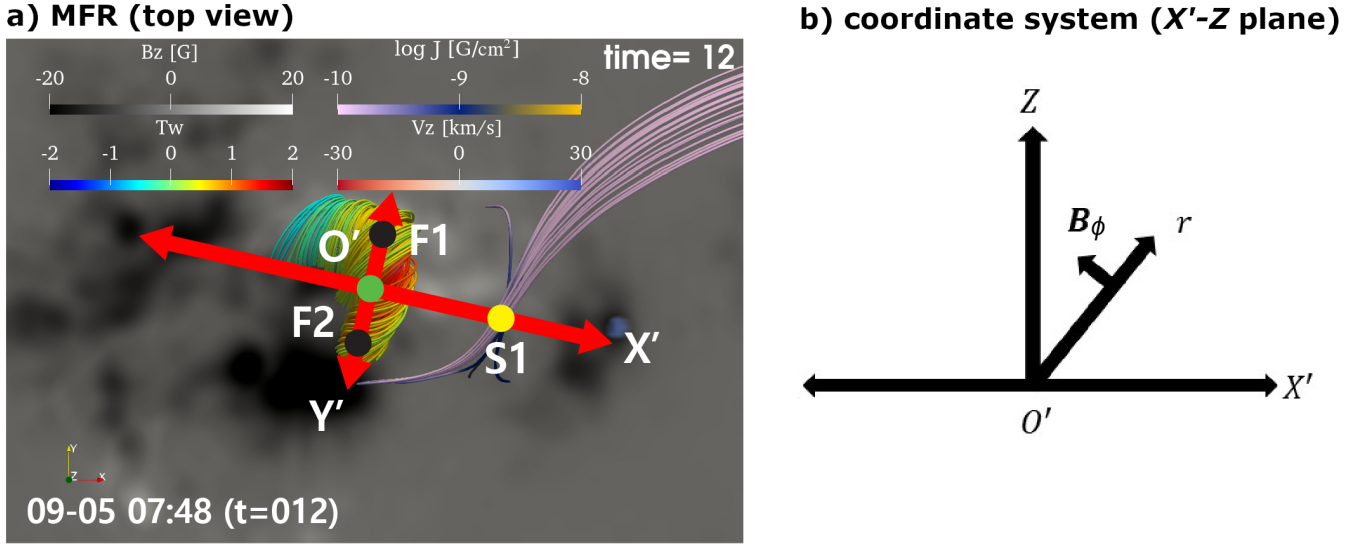 a) MFR (top view)
b) coordinate system (X'-Z plane)
Bz [G]
log J [G/cm²]
time= 12
-20 0 20
-10 -9 -8
Tw
Vz [km/s]
-2 -1 0 1 2
-30 0 30
O'
F1
F2
S1
X'
Y'
Y
Z
X
09-05 07:48 (t=012)
Z
Bϕ
r
X'
O'